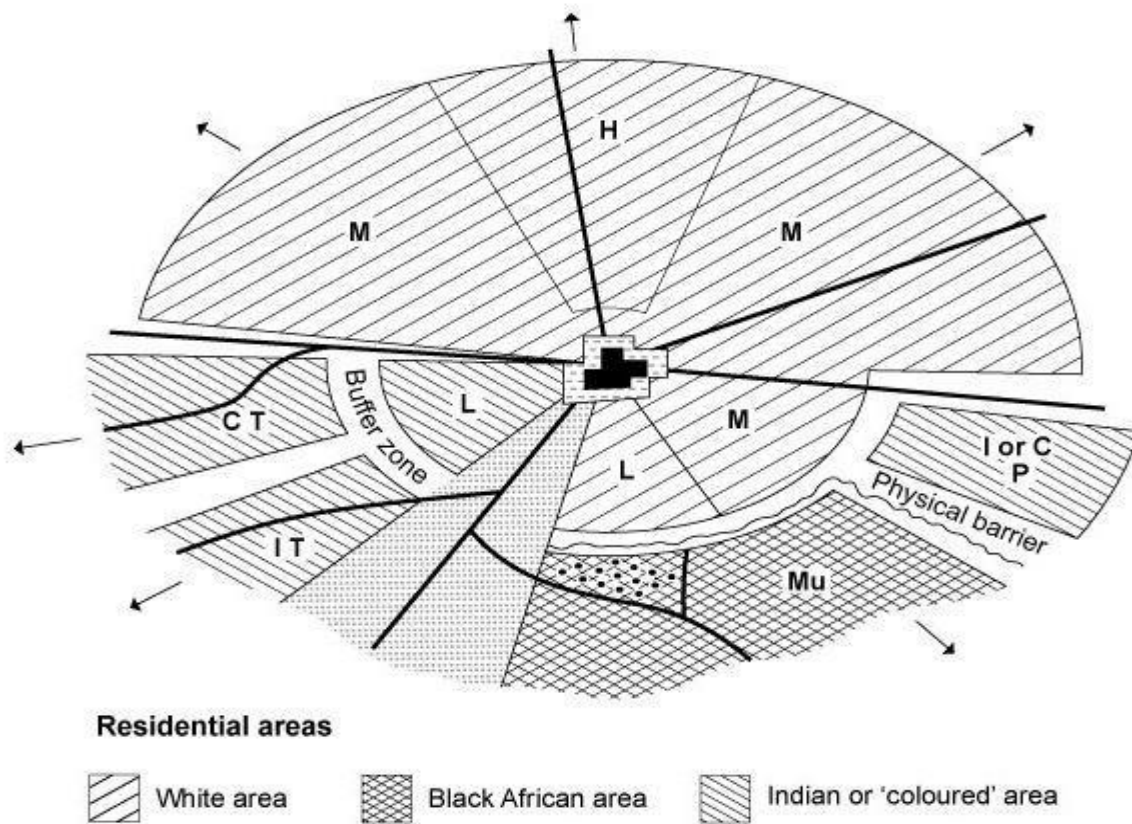 H
M
M
L
Buffer zone
C T
M
L
I or C
P
Physical barrier
I T
Mu
Residential areas
White area
Black African area
Indian or ‘coloured’ area